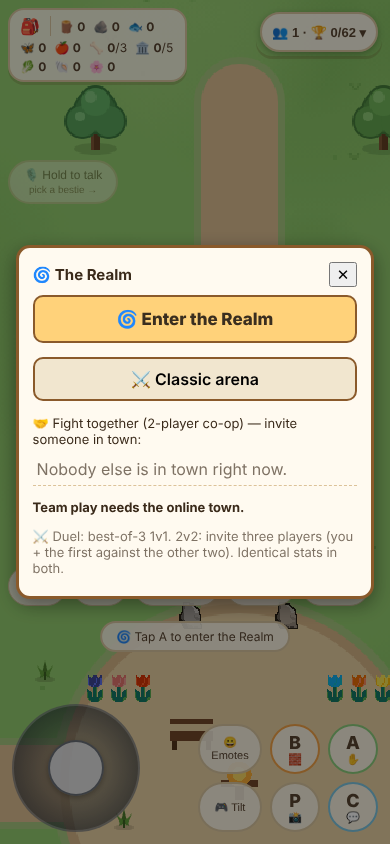 🎒 🪵 0 🪨 0 🐟 0
🦋 0 🍎 0 🦴 0/3 🏛️ 0/5
🥬 0 🐚 0 🌸 0
👥 1 · 🏆 0/62 ▾
🎙️ Hold to talk
pick a bestie →
🌀 The Realm
✕
🌀 Enter the Realm
⚔️ Classic arena
🤝 Fight together (2-player co-op) — invite
someone in town:
Nobody else is in town right now.
Team play needs the online town.
⚔️ Duel: best-of-3 1v1. 2v2: invite three players (you
+ the first against the other two). Identical stats in
both.
🌀 Tap A to enter the Realm
😀
Emotes
B
A
🎮 Tilt
P
C